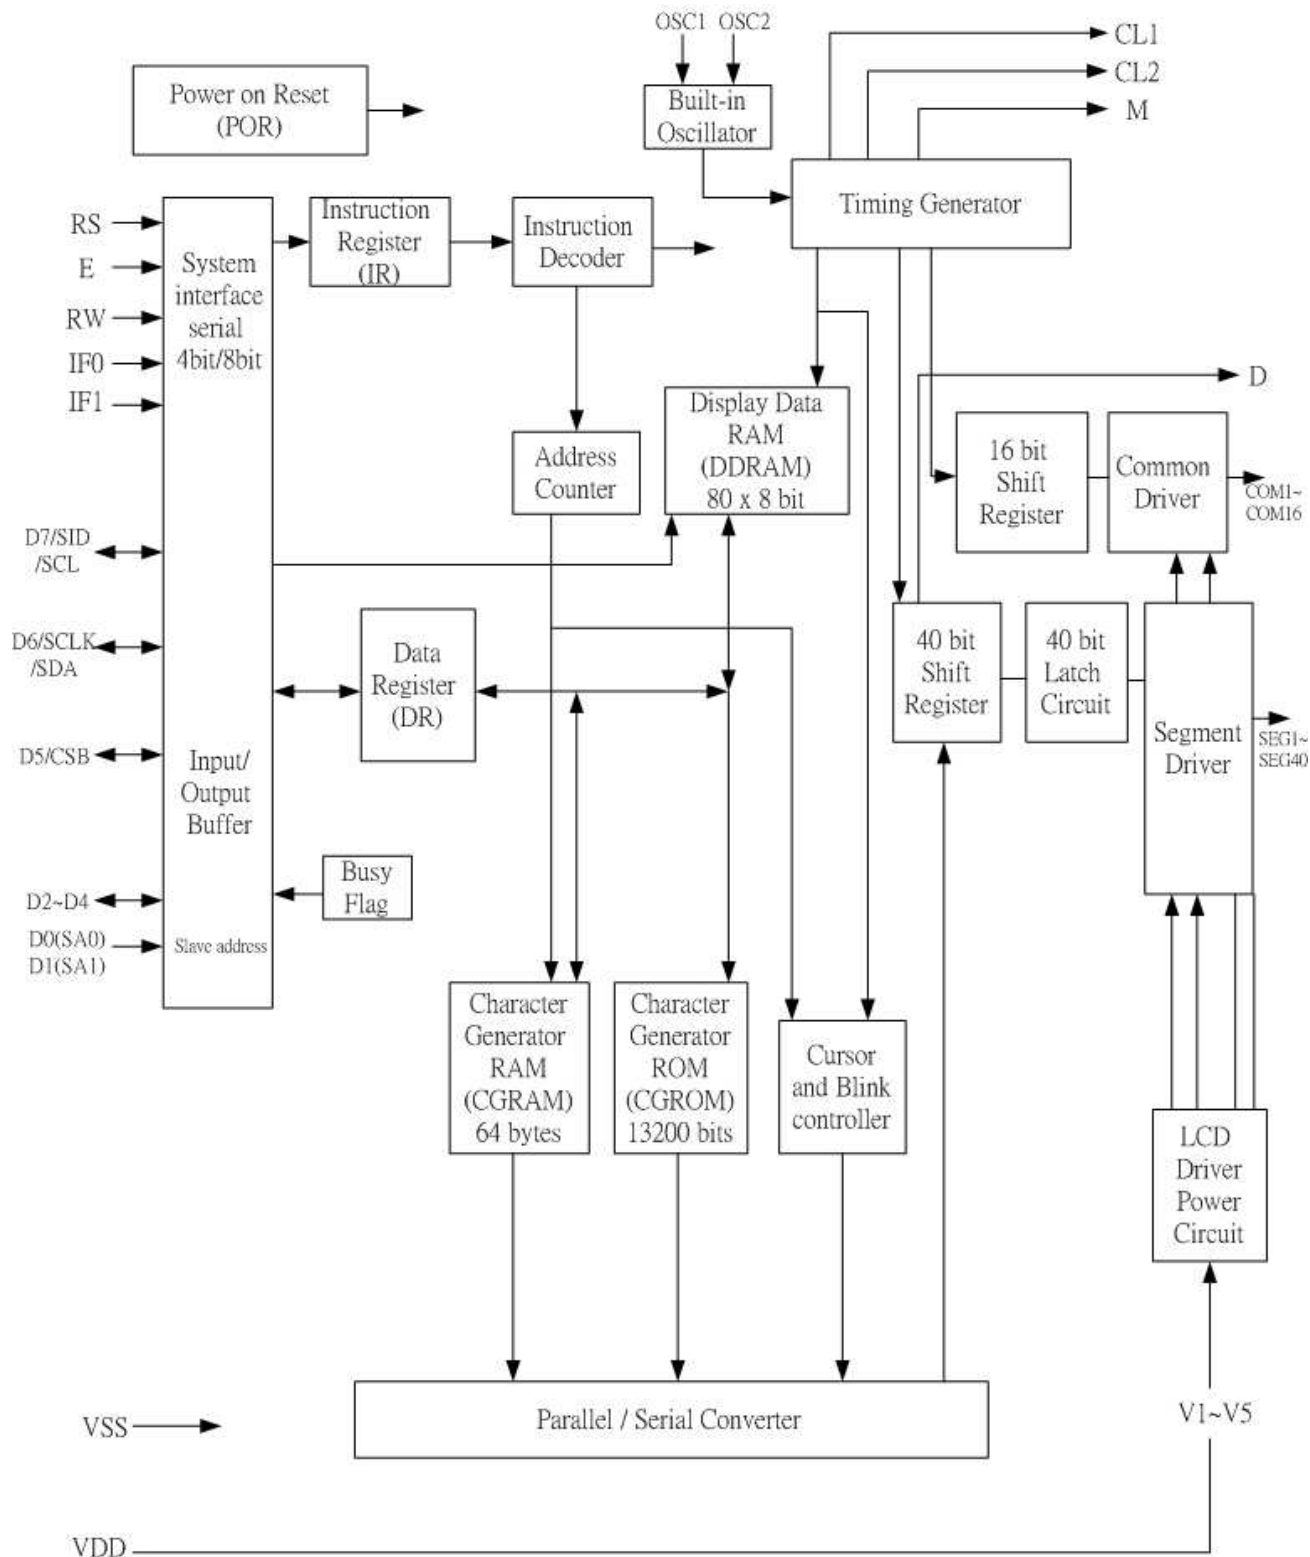 OSC1 OSC2
CL1
CL2
M
Power on Reset
(POR)
Built-in
Oscillator
Timing Generator
RS
E
RW
IF0
IF1
System
interface
serial
4bit/8bit
Instruction
Register
(IR)
Instruction
Decoder
D
Address
Counter
Display Data
RAM
(DDRAM)
80 x 8 bit
16 bit
Shift
Register
Common
Driver
COM1~
COM16
D7/SID
/SCL
D6/SCLK
/SDA
D5/CSB
D2~D4
D0(SA0)
D1(SA1)
Input/
Output
Buffer
Slave address
Data
Register
(DR)
Busy
Flag
40 bit
Shift
Register
40 bit
Latch
Circuit
Segment
Driver
SEG1~
SEG40
Character
Generator
RAM
(CGRAM)
64 bytes
Character
Generator
ROM
(CGROM)
13200 bits
Cursor
and Blink
controller
LCD
Driver
Power
Circuit
Parallel / Serial Converter
V1~V5
VSS
VDD